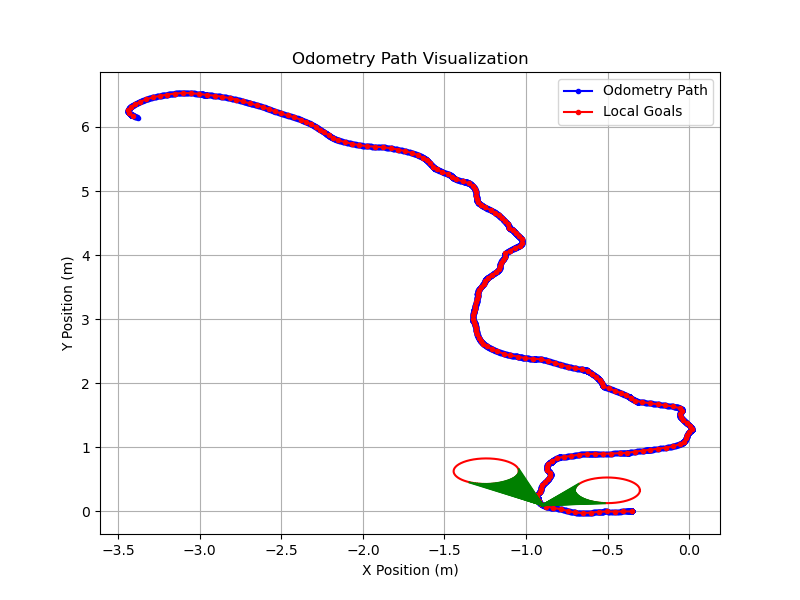 Odometry Path Visualization
Odometry Path
Local Goals
Y Position (m)
6
5
4
3
2
1
0
−3.5 −3.0 −2.5 −2.0 −1.5 −1.0 −0.5 0.0
X Position (m)